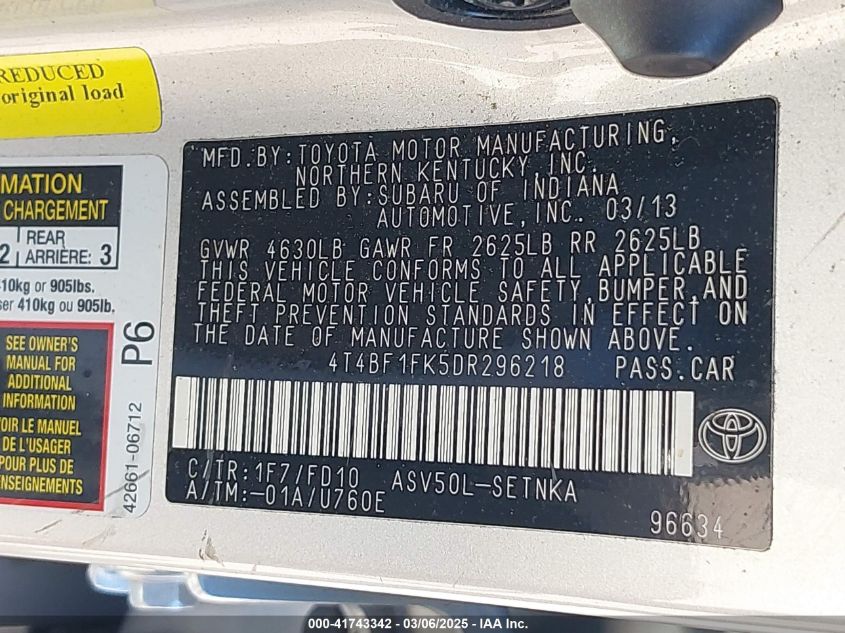 REDUCED
original load
MATION
CHARGEMENT
2 REAR
ARRIÈRE: 3
410kg or 905lbs.
ser 410kg ou 905lb.
SEE OWNER'S
MANUAL FOR
ADDITIONAL
INFORMATION
VOIR LE MANUEL
DE L'USAGER
POUR PLUS DE
ENSEIGNEMENTS
P6
42661-06712
MFD.BY:TOYOTA MOTOR MANUFACTURING,
NORTHERN KENTUCKY,INC.
ASSEMBLED BY:SUBARU OF INDIANA
AUTOMOTIVE,INC. 03/13
GVWR 4630LB GAWR FR 2625LB RR 2625LB
THIS VEHICLE CONFORMS TO ALL APPLICABLE
FEDERAL MOTOR VEHICLE SAFETY,BUMPER,AND
THEFT PREVENTION STANDARDS IN EFFECT ON
THE DATE OF MANUFACTURE SHOWN ABOVE.
4T4BF1FK5DR296218 PASS.CAR
C/TR:1F7/FD10 ASV50L-SETNKA
A/TM:-01A/U760E
96634
000-41743342 - 03/06/2025 - IAA Inc.